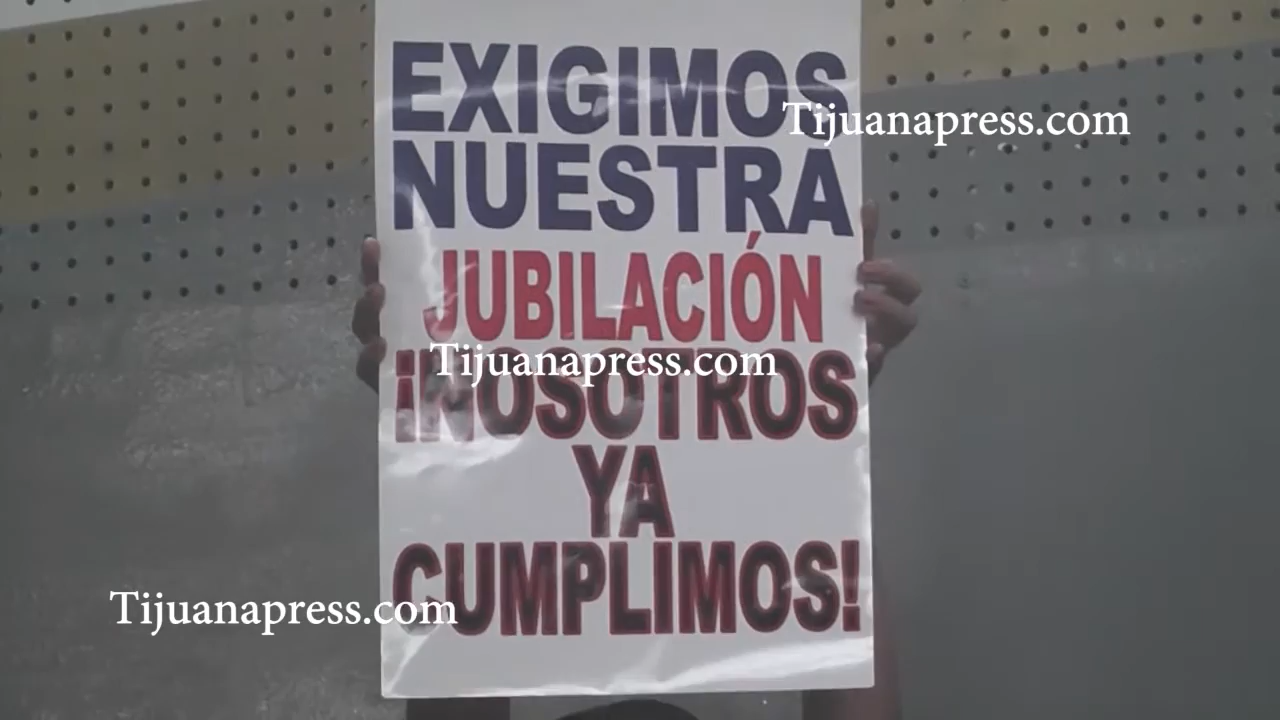 EXIGIMOS
Tijuanapress.com
NUESTRA
JUBILACIÓN
Tijuanapress.com
¡NOSOTROS
YA
CUMPLIMOS!
Tijuanapress.com